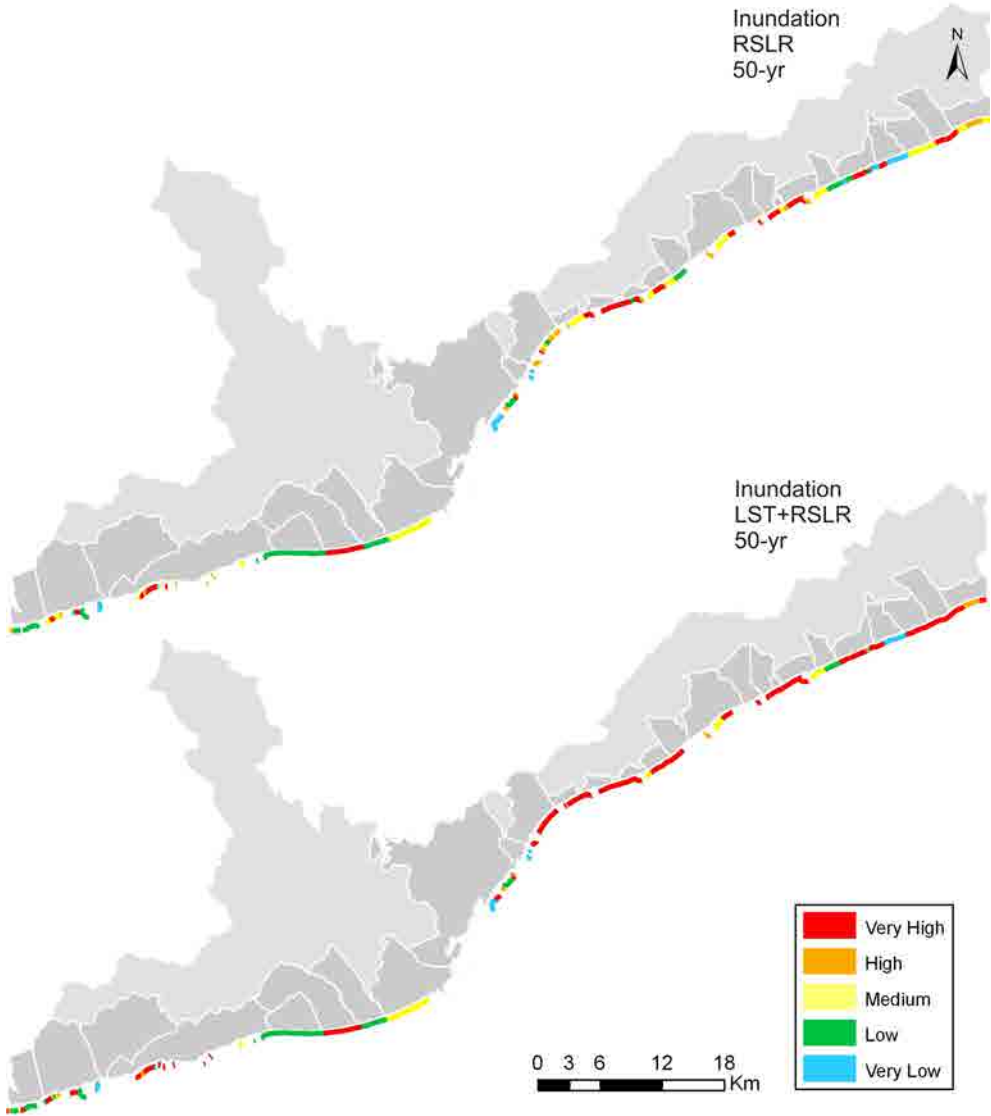 Inundation
RSLR
50-yr
N
Inundation
LST+RSLR
50-yr
Very High
High
Medium
Low
Very Low
0 3 6 12 18
Km